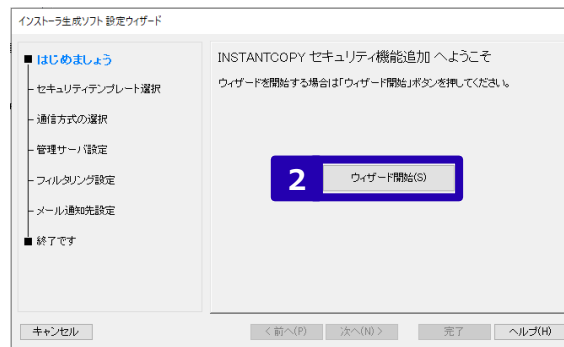 インストーラ生成ソフト 設定ウィザード
■ はじめましょう
セキュリティテンプレート選択
通信方式の選択
管理サーバ設定
フィルタリング設定
メール通知先設定
■ 終了です
INSTANTCOPY セキュリティ機能追加 へようこそ
ウィザードを開始する場合は「ウィザード開始」ボタンを押してください。
2 ウィザード開始(S)
キャンセル
< 前へ(P) 次へ(N) > 完了 ヘルプ(H)